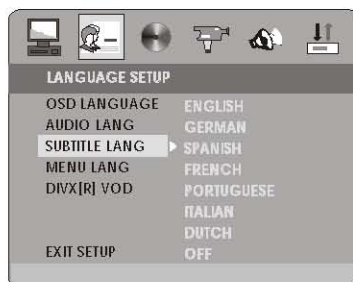 LANGUAGE SETUP
OSD LANGUAGE ENGLISH
AUDIO LANG GERMAN
SUBTITLE LANG SPANISH
MENU LANG FRENCH
DIVX[R] VOD PORTUGUESE
ITALIAN
DUTCH
EXIT SETUP OFF